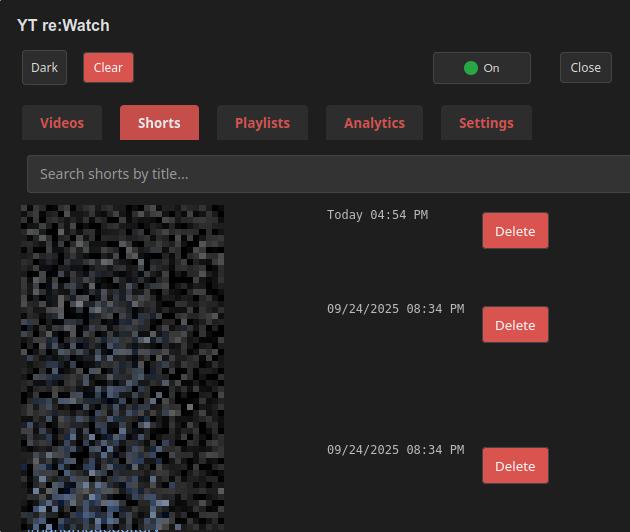 YT re:Watch
Dark Clear On Close
Videos Shorts Playlists Analytics Settings
Search shorts by title...
Today 04:54 PM Delete
09/24/2025 08:34 PM Delete
09/24/2025 08:34 PM Delete